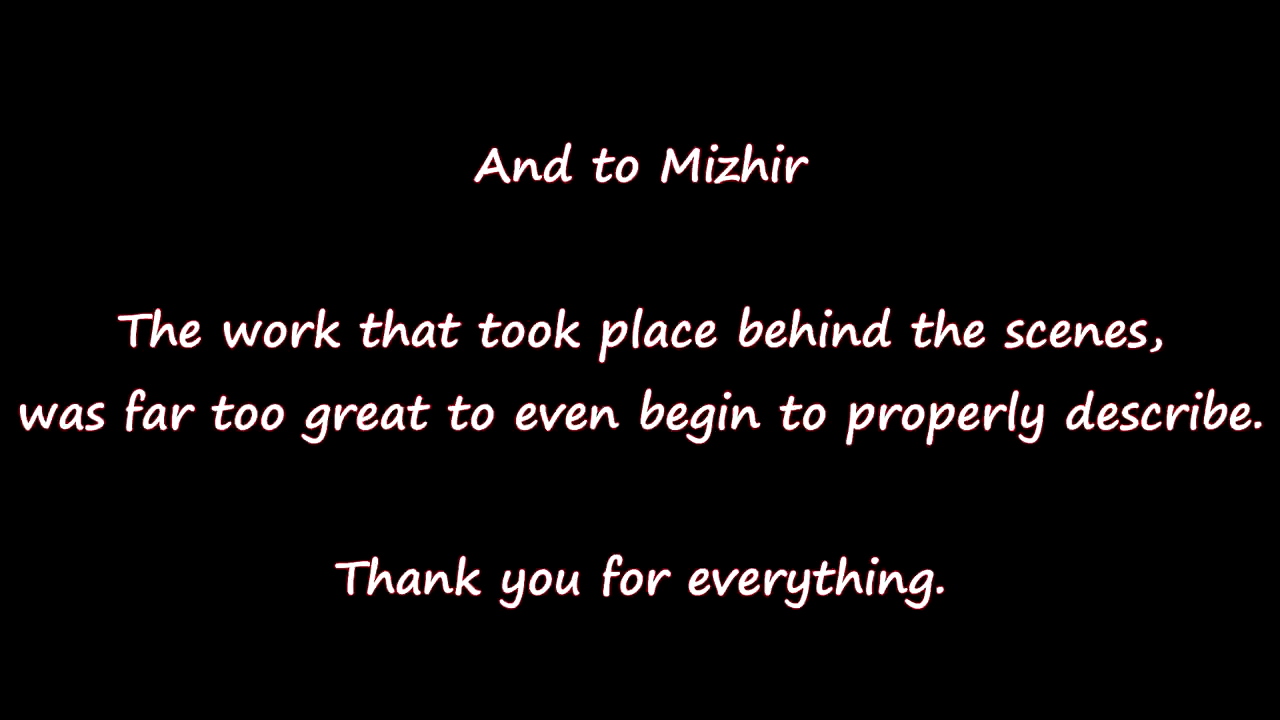 And to Mizhir
The work that took place behind the scenes,
was far too great to even begin to properly describe.
Thank you for everything.